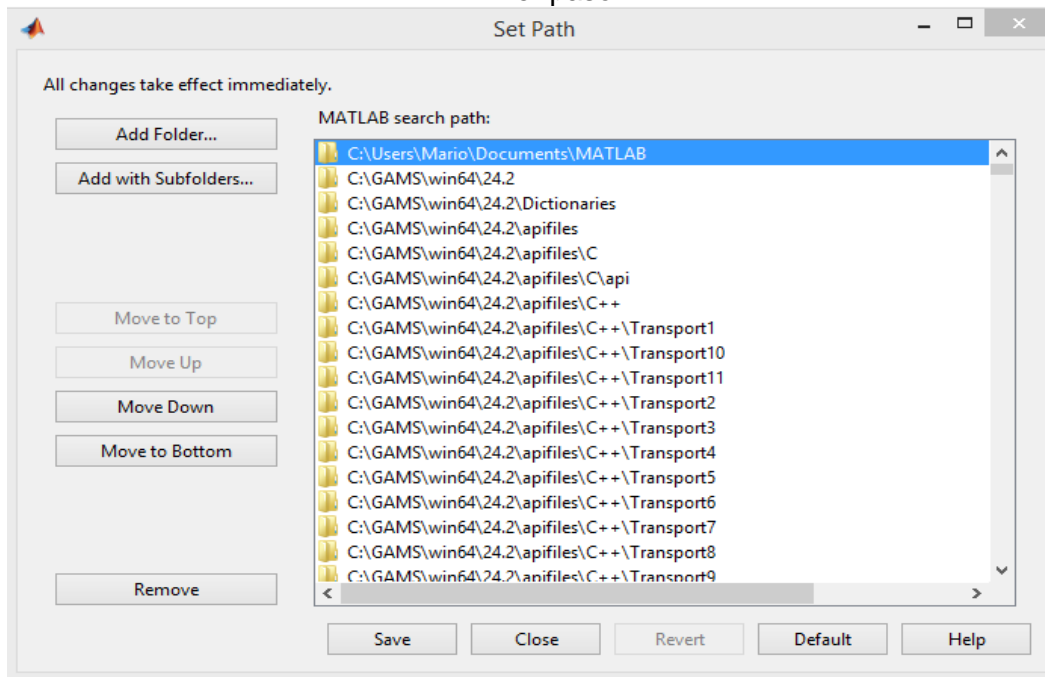 Set Path
All changes take effect immediately.
MATLAB search path:
Add Folder...
Add with Subfolders...
Move to Top
Move Up
Move Down
Move to Bottom
Remove
C:\Users\Mario\Documents\MATLAB
C:\GAMS\win64\24.2
C:\GAMS\win64\24.2\Dictionaries
C:\GAMS\win64\24.2\apifiles
C:\GAMS\win64\24.2\apifiles\C
C:\GAMS\win64\24.2\apifiles\C\api
C:\GAMS\win64\24.2\apifiles\C++
C:\GAMS\win64\24.2\apifiles\C++\Transport1
C:\GAMS\win64\24.2\apifiles\C++\Transport10
C:\GAMS\win64\24.2\apifiles\C++\Transport11
C:\GAMS\win64\24.2\apifiles\C++\Transport2
C:\GAMS\win64\24.2\apifiles\C++\Transport3
C:\GAMS\win64\24.2\apifiles\C++\Transport4
C:\GAMS\win64\24.2\apifiles\C++\Transport5
C:\GAMS\win64\24.2\apifiles\C++\Transport6
C:\GAMS\win64\24.2\apifiles\C++\Transport7
C:\GAMS\win64\24.2\apifiles\C++\Transport8
C:\GAMS\win64\24.2\apifiles\C++\Transport9
Save
Close
Revert
Default
Help